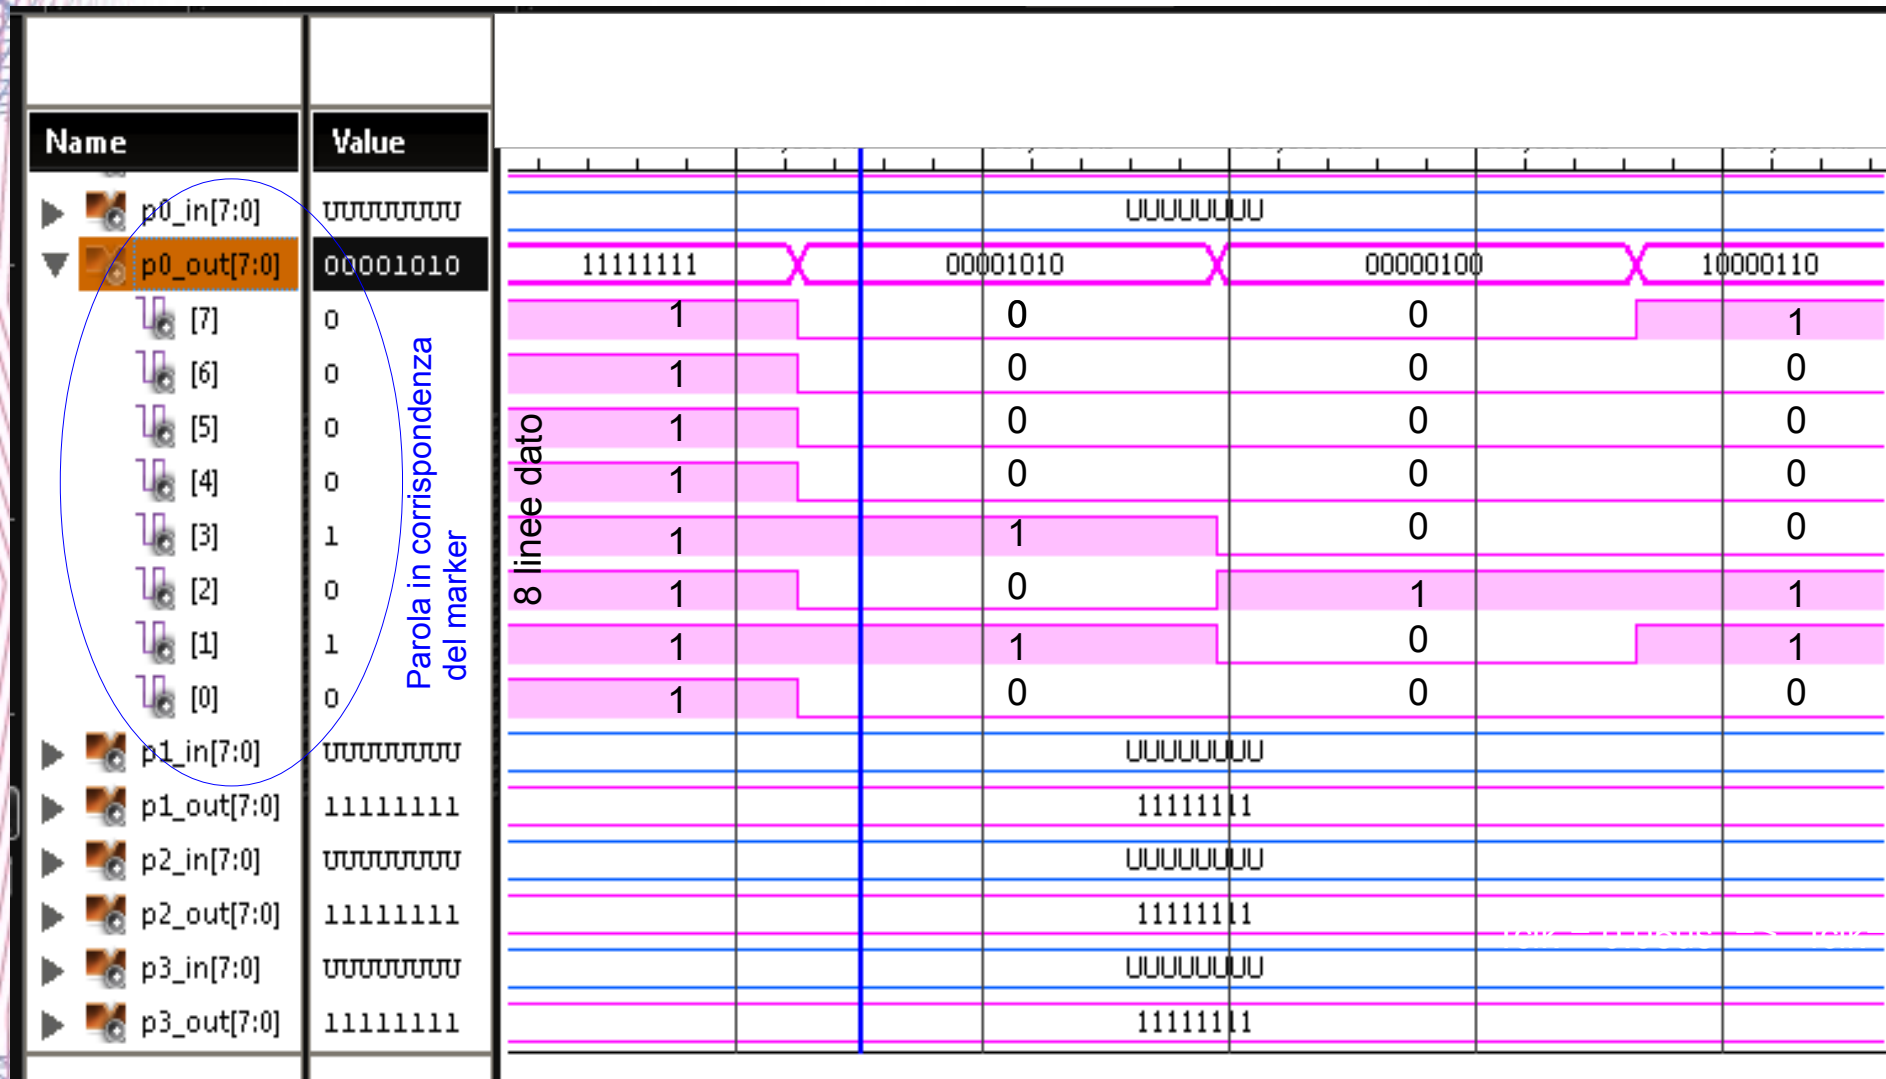 Name Value
p0_in[7:0] UUUUUUUU UUUUUUUU
p0_out[7:0] 00001010 11111111 00001010 00000100 10000110
[7] 0 1 0 0 1
[6] 0 1 0 0 0
[5] 0 1 0 0 0
[4] 0 1 0 0 0
[3] 1 1 1 0 0
[2] 0 1 0 1 1
[1] 1 1 1 0 1
[0] 0 1 0 0 0
Parola in corrispondenza
del marker
8 linee dato
p1_in[7:0] UUUUUUUU UUUUUUUU
p1_out[7:0] 11111111 11111111
p2_in[7:0] UUUUUUUU UUUUUUUU
p2_out[7:0] 11111111 11111111
p3_in[7:0] UUUUUUUU UUUUUUUU
p3_out[7:0] 11111111 11111111